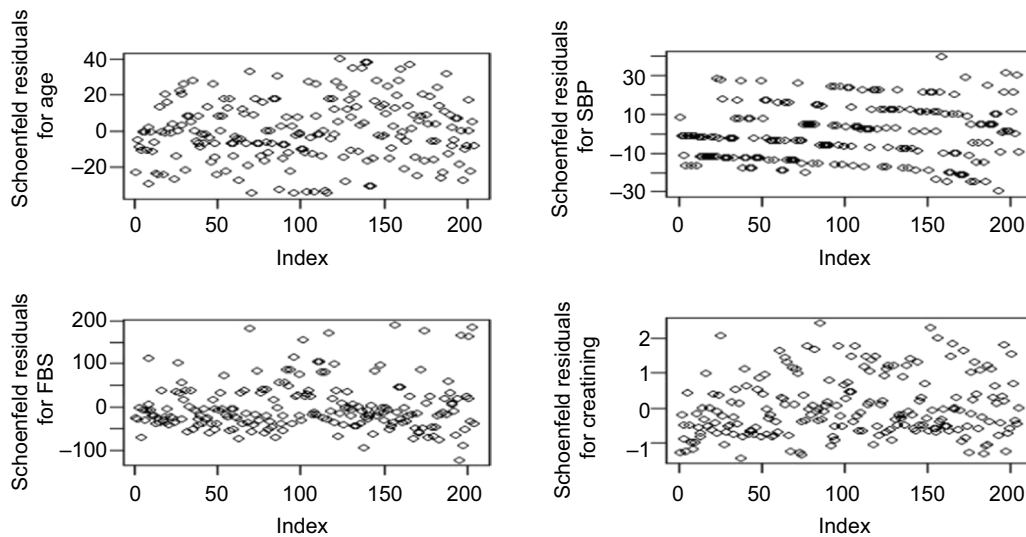 Schoenfeld residuals
for age
40
20
0
–20
0 50 100 150 200
Index
Schoenfeld residuals
for SBP
30
10
–10
–30
0 50 100 150 200
Index
Schoenfeld residuals
for FBS
200
100
0
–100
0 50 100 150 200
Index
Schoenfeld residuals
for creatining
2
1
0
–1
0 50 100 150 200
Index